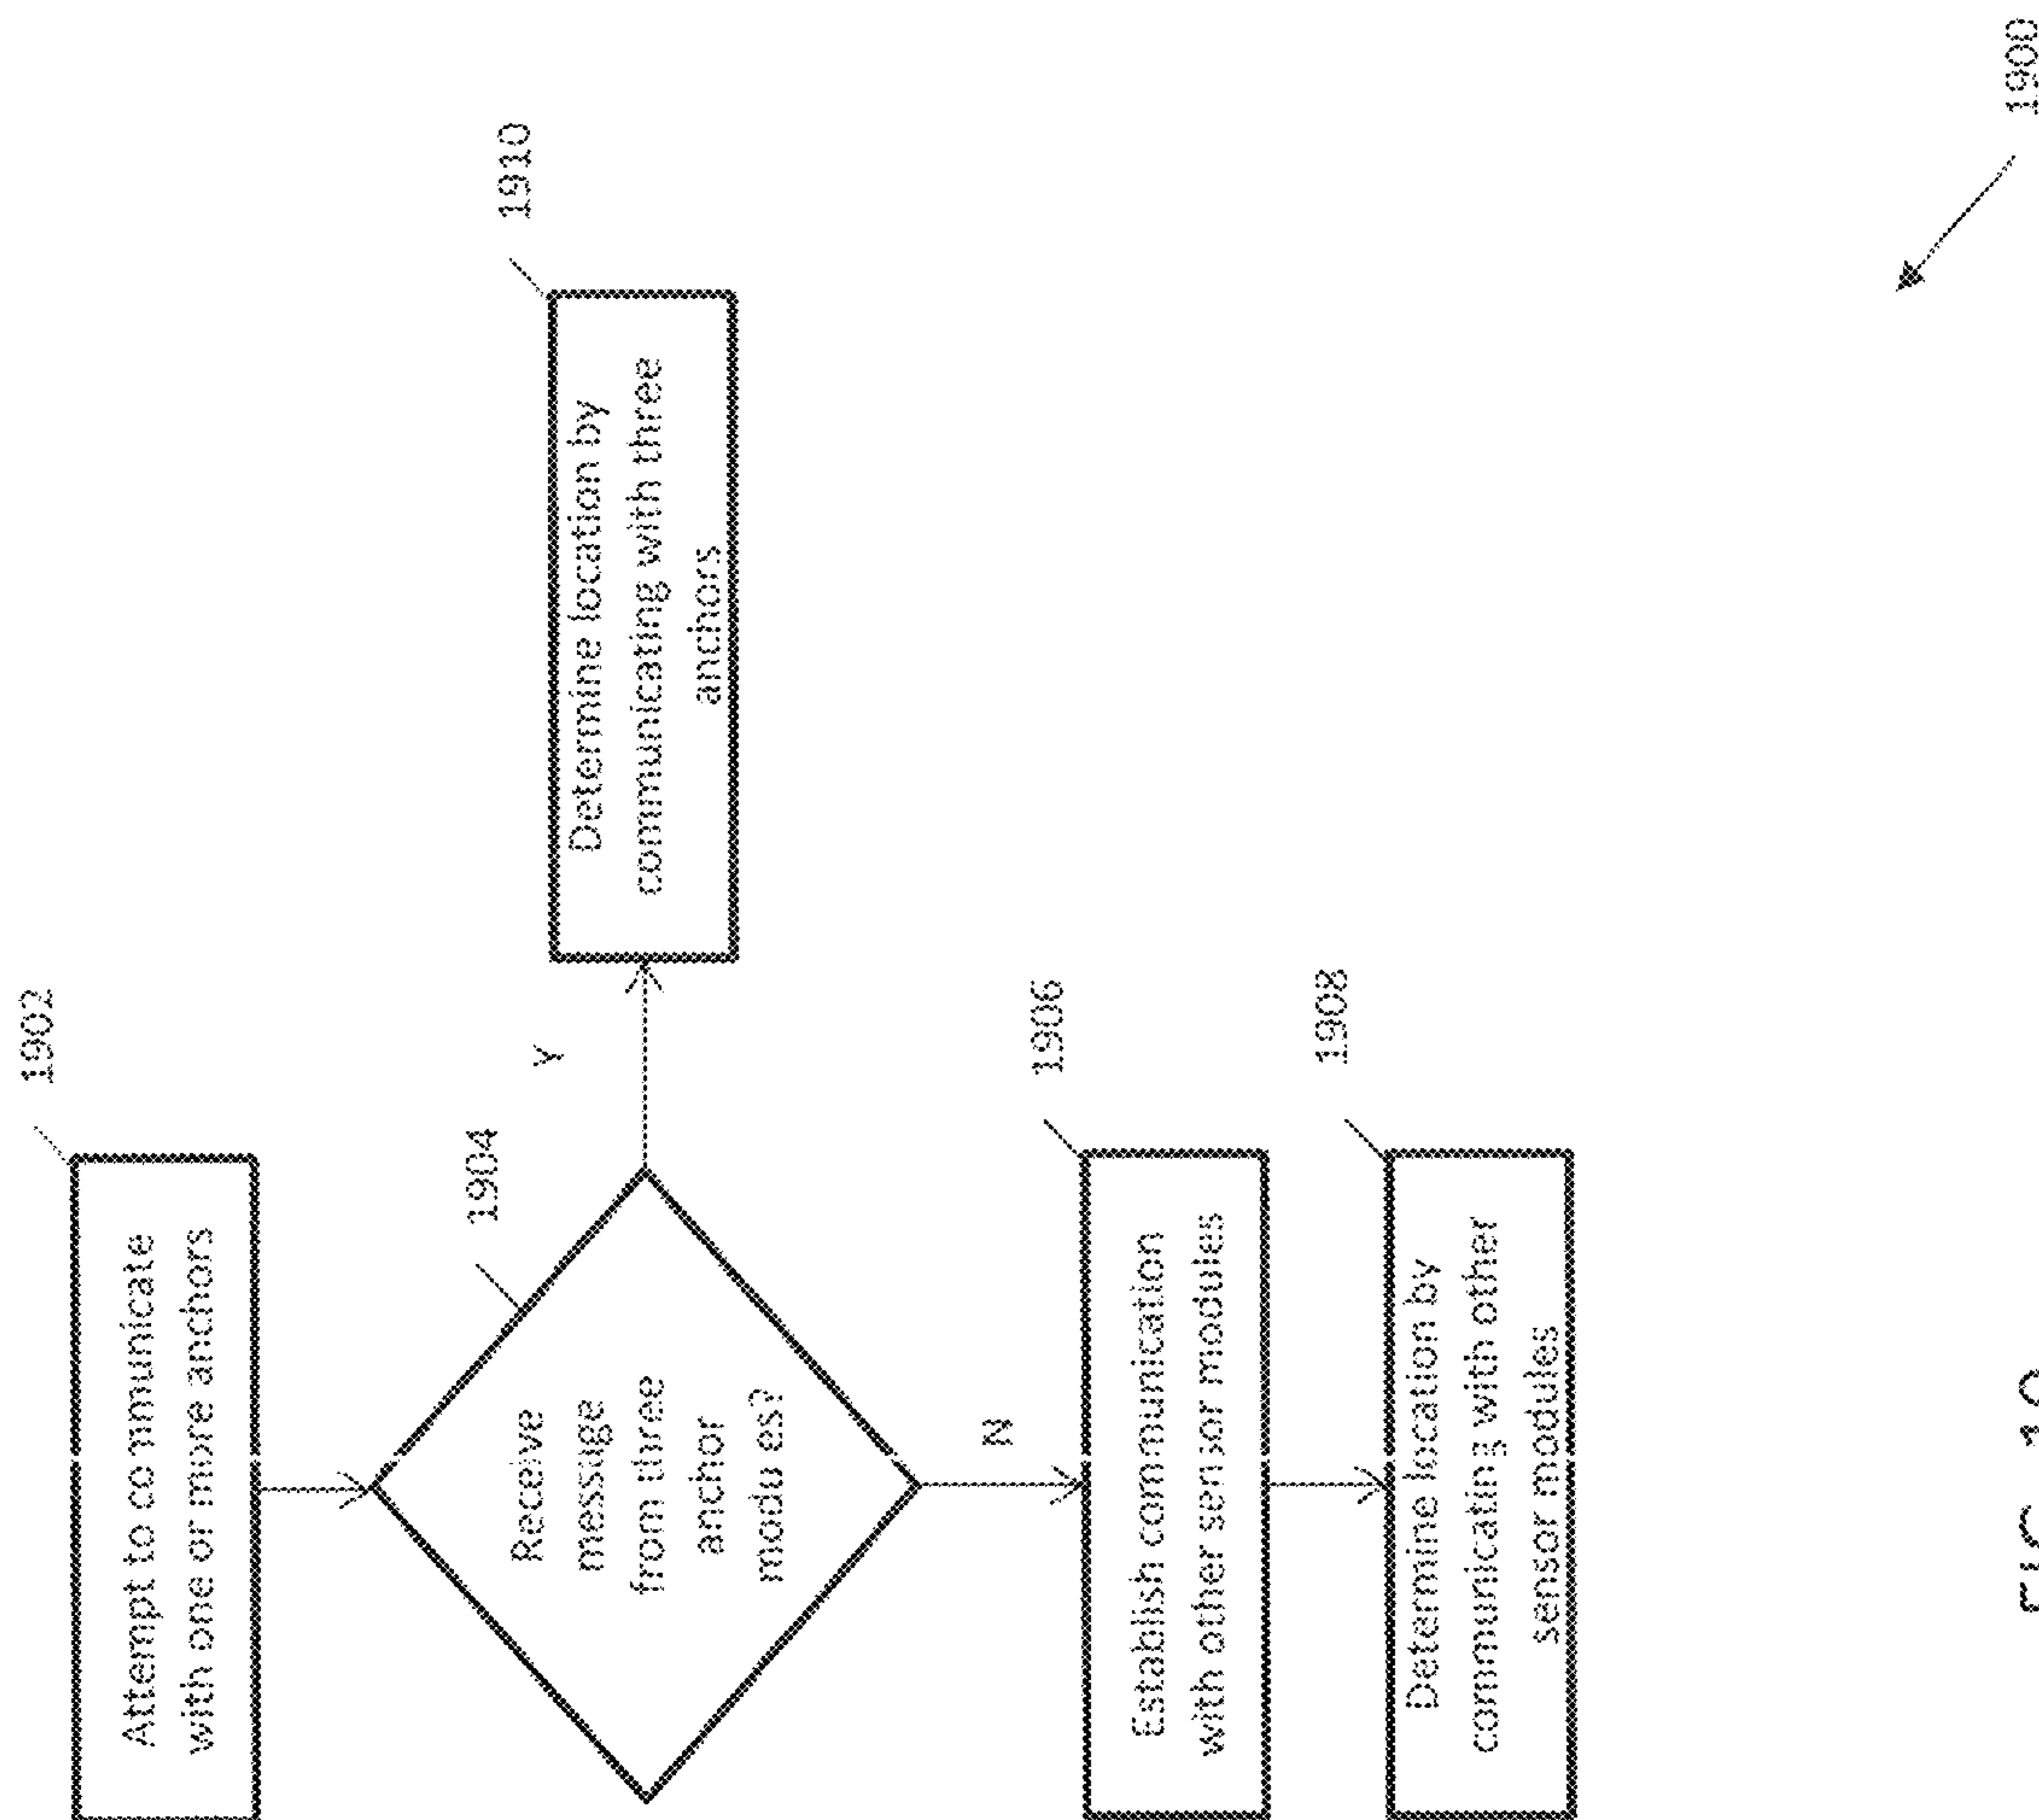 1902
Attempt to communicate
with one or more anchors
1904
Receive
message
from three
anchor
modules?
Y
1910
Determine location by
communicating with three
anchors
N
1906
Establish communication
with other sensor modules
1908
Determine location by
communicating with other
sensor modules
1900